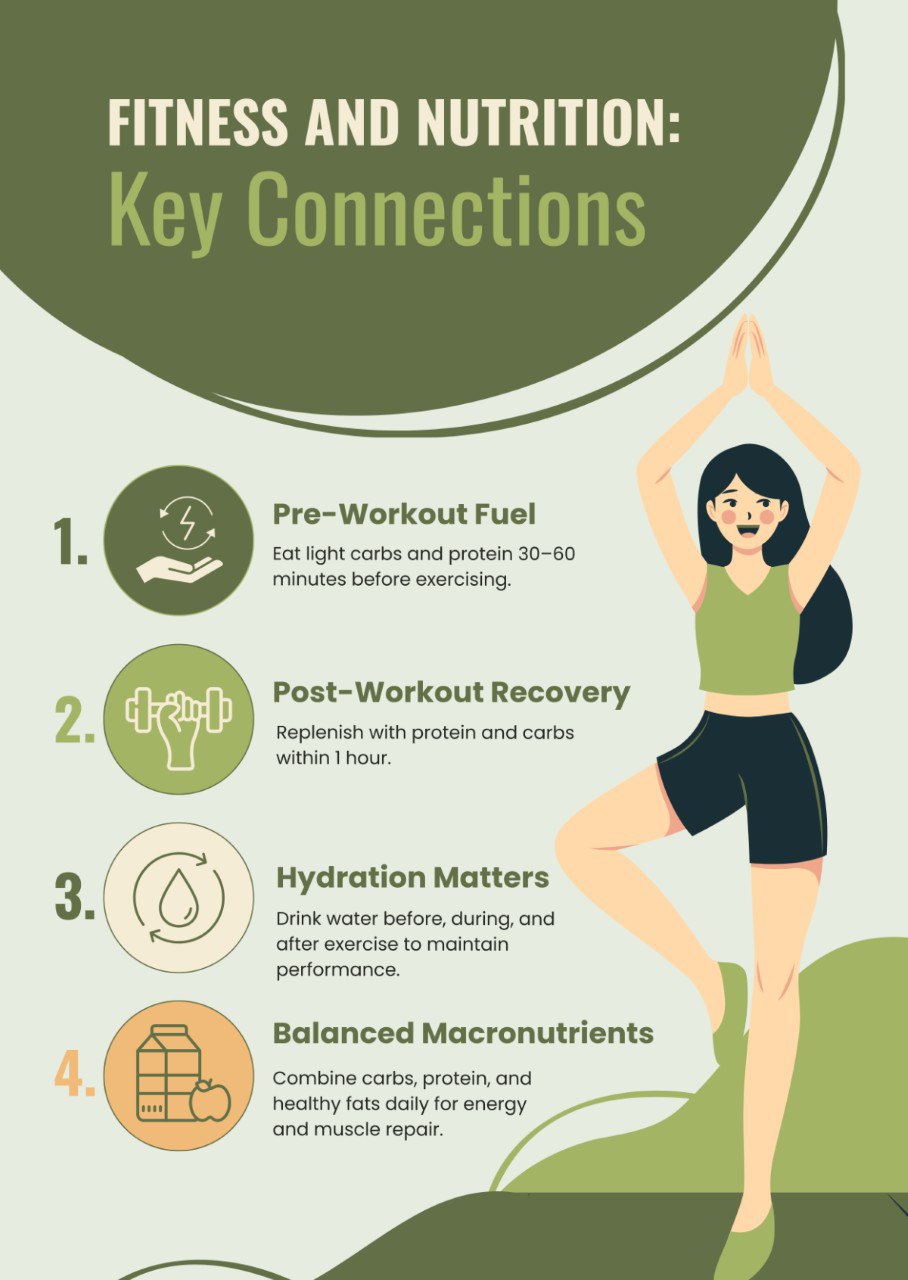 FITNESS AND NUTRITION:
Key Connections
1.
Pre-Workout Fuel
Eat light carbs and protein 30–60
minutes before exercising.
2.
Post-Workout Recovery
Replenish with protein and carbs
within 1 hour.
3.
Hydration Matters
Drink water before, during, and
after exercise to maintain
performance.
4.
Balanced Macronutrients
Combine carbs, protein, and
healthy fats daily for energy
and muscle repair.